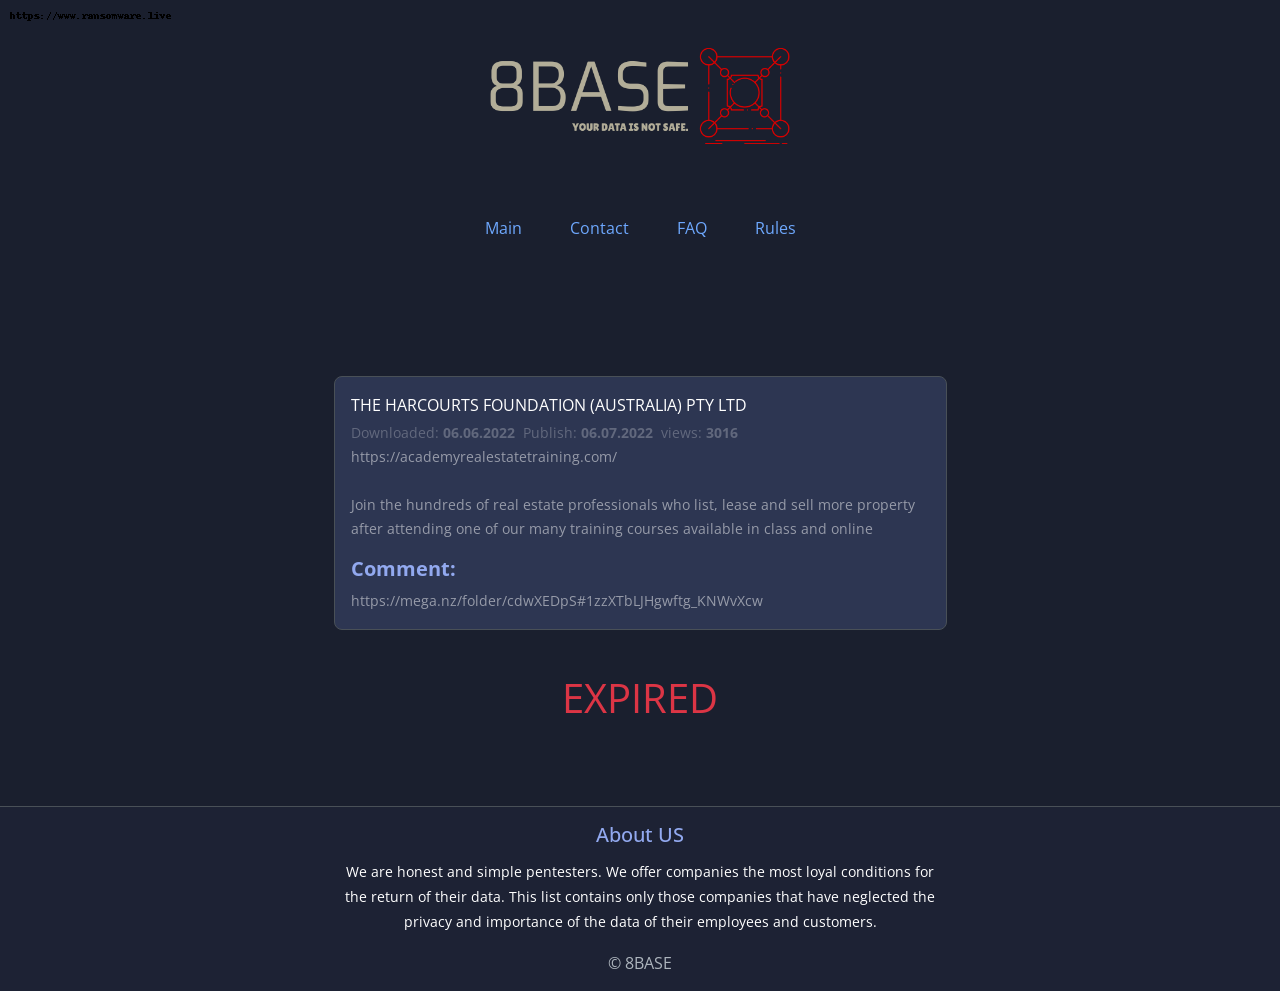 https://www.ransomware.live
8BASE
YOUR DATA IS NOT SAFE.
Main Contact FAQ Rules
THE HARCOURTS FOUNDATION (AUSTRALIA) PTY LTD
Downloaded: 06.06.2022 Publish: 06.07.2022 views: 3016
https://academyrealestatetraining.com/
Join the hundreds of real estate professionals who list, lease and sell more property
after attending one of our many training courses available in class and online
Comment:
https://mega.nz/folder/cdwXEDpS#1zzXTbLJHgwftg_KNWvXcw
EXPIRED
About US
We are honest and simple pentesters. We offer companies the most loyal conditions for
the return of their data. This list contains only those companies that have neglected the
privacy and importance of the data of their employees and customers.
© 8BASE